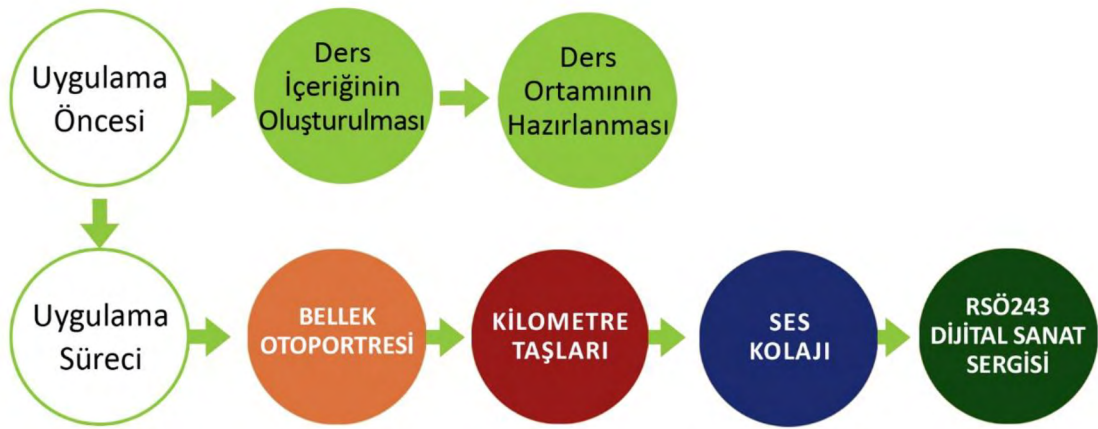 Uygulama
Öncesi
Ders
İçeriğinin
Oluşturulması
Ders
Ortamının
Hazırlanması
Uygulama
Süreci
BELLEK
OTOPORTRESİ
KİLOMETRE
TAŞLARI
SES
KOLAJI
RSÖ243
DİJİTAL SANAT
SERGİSİ